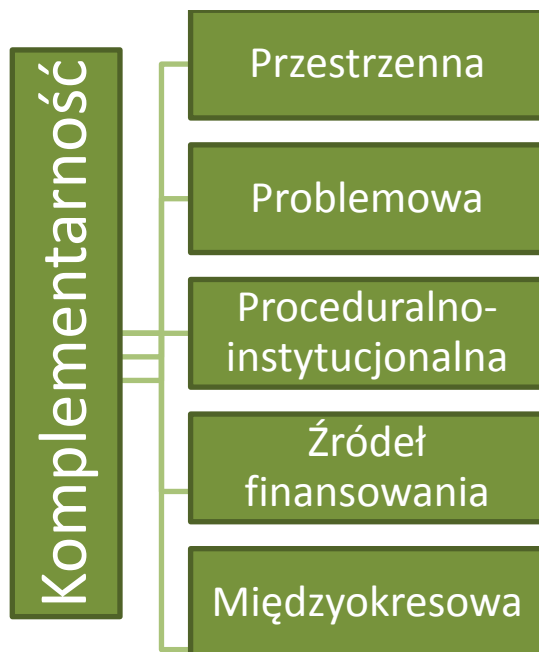 Komplementarność
Przestrzenna
Problemowa
Proceduralno-
instytucjonalna
Źródeł
finansowania
Międzyokresowa